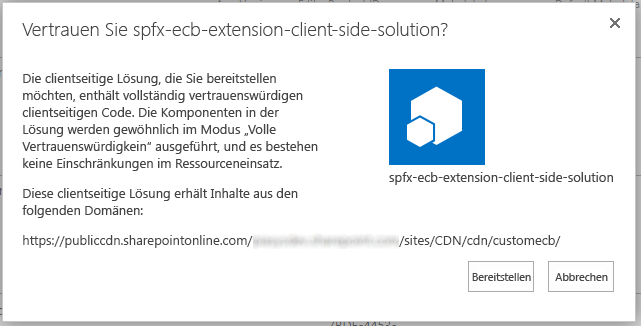 Vertrauen Sie spfx-ecb-extension-client-side-solution?
Die clientseitige Lösung, die Sie bereitstellen
möchten, enthält vollständig vertrauenswürdigen
clientseitigen Code. Die Komponenten in der
Lösung werden gewöhnlich im Modus „Volle
Vertrauenswürdigkein" ausgeführt, und es bestehen
keine Einschränkungen im Ressourceneinsatz.
spfx-ecb-extension-client-side-solution
Diese clientseitige Lösung erhält Inhalte aus den
folgenden Domänen:
https://publiccdn.sharepointonline.com/ /sites/CDN/cdn/customecb/
Bereitstellen Abbrechen